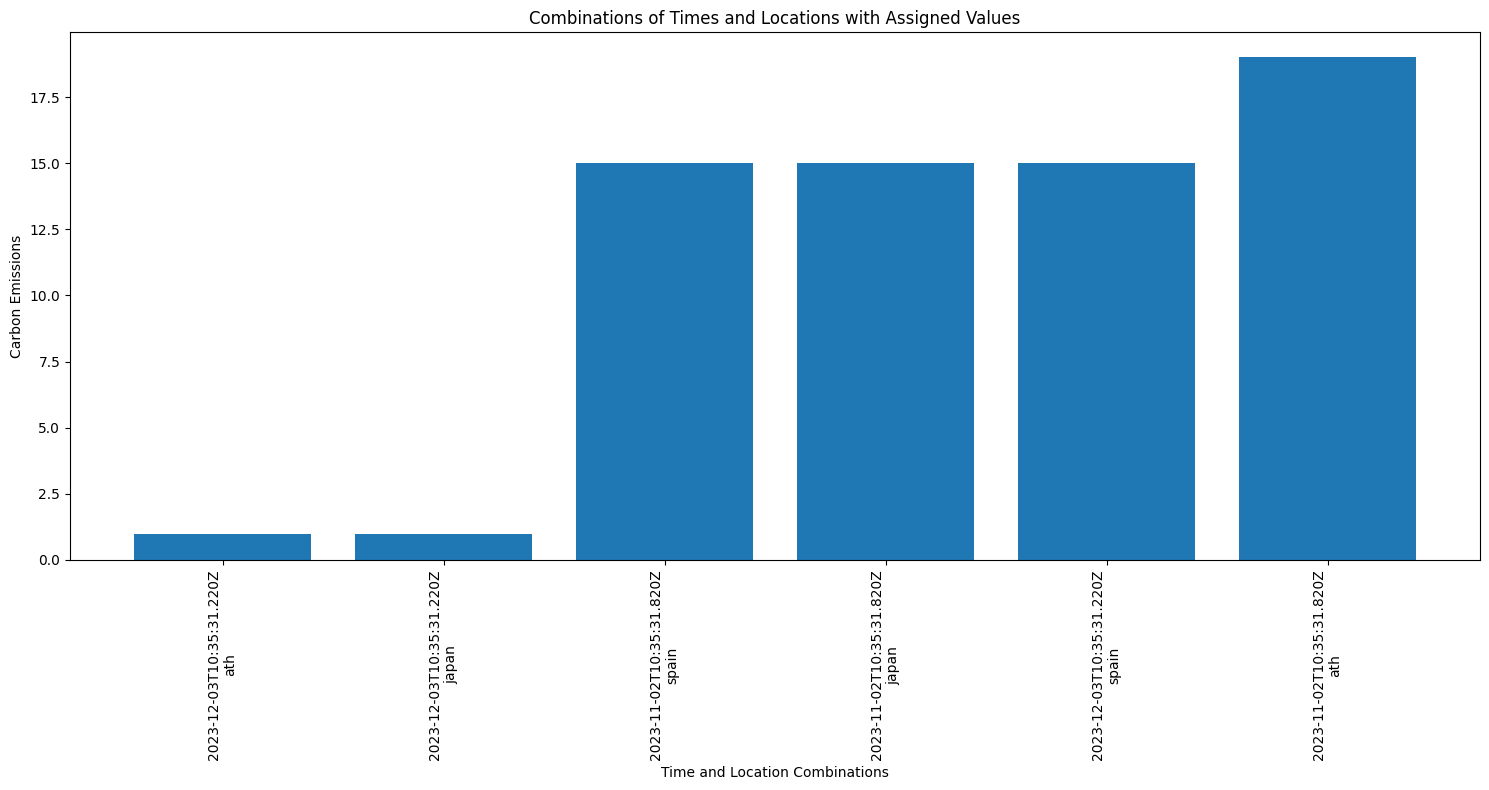 Combinations of Times and Locations with Assigned Values
Carbon Emissions
17.5
15.0
12.5
10.0
7.5
5.0
2.5
0.0
2023-12-03T10:35:31.220Z
ath
2023-12-03T10:35:31.220Z
japan
2023-11-02T10:35:31.820Z
spain
2023-11-02T10:35:31.820Z
japan
2023-12-03T10:35:31.220Z
spain
2023-11-02T10:35:31.820Z
ath
Time and Location Combinations